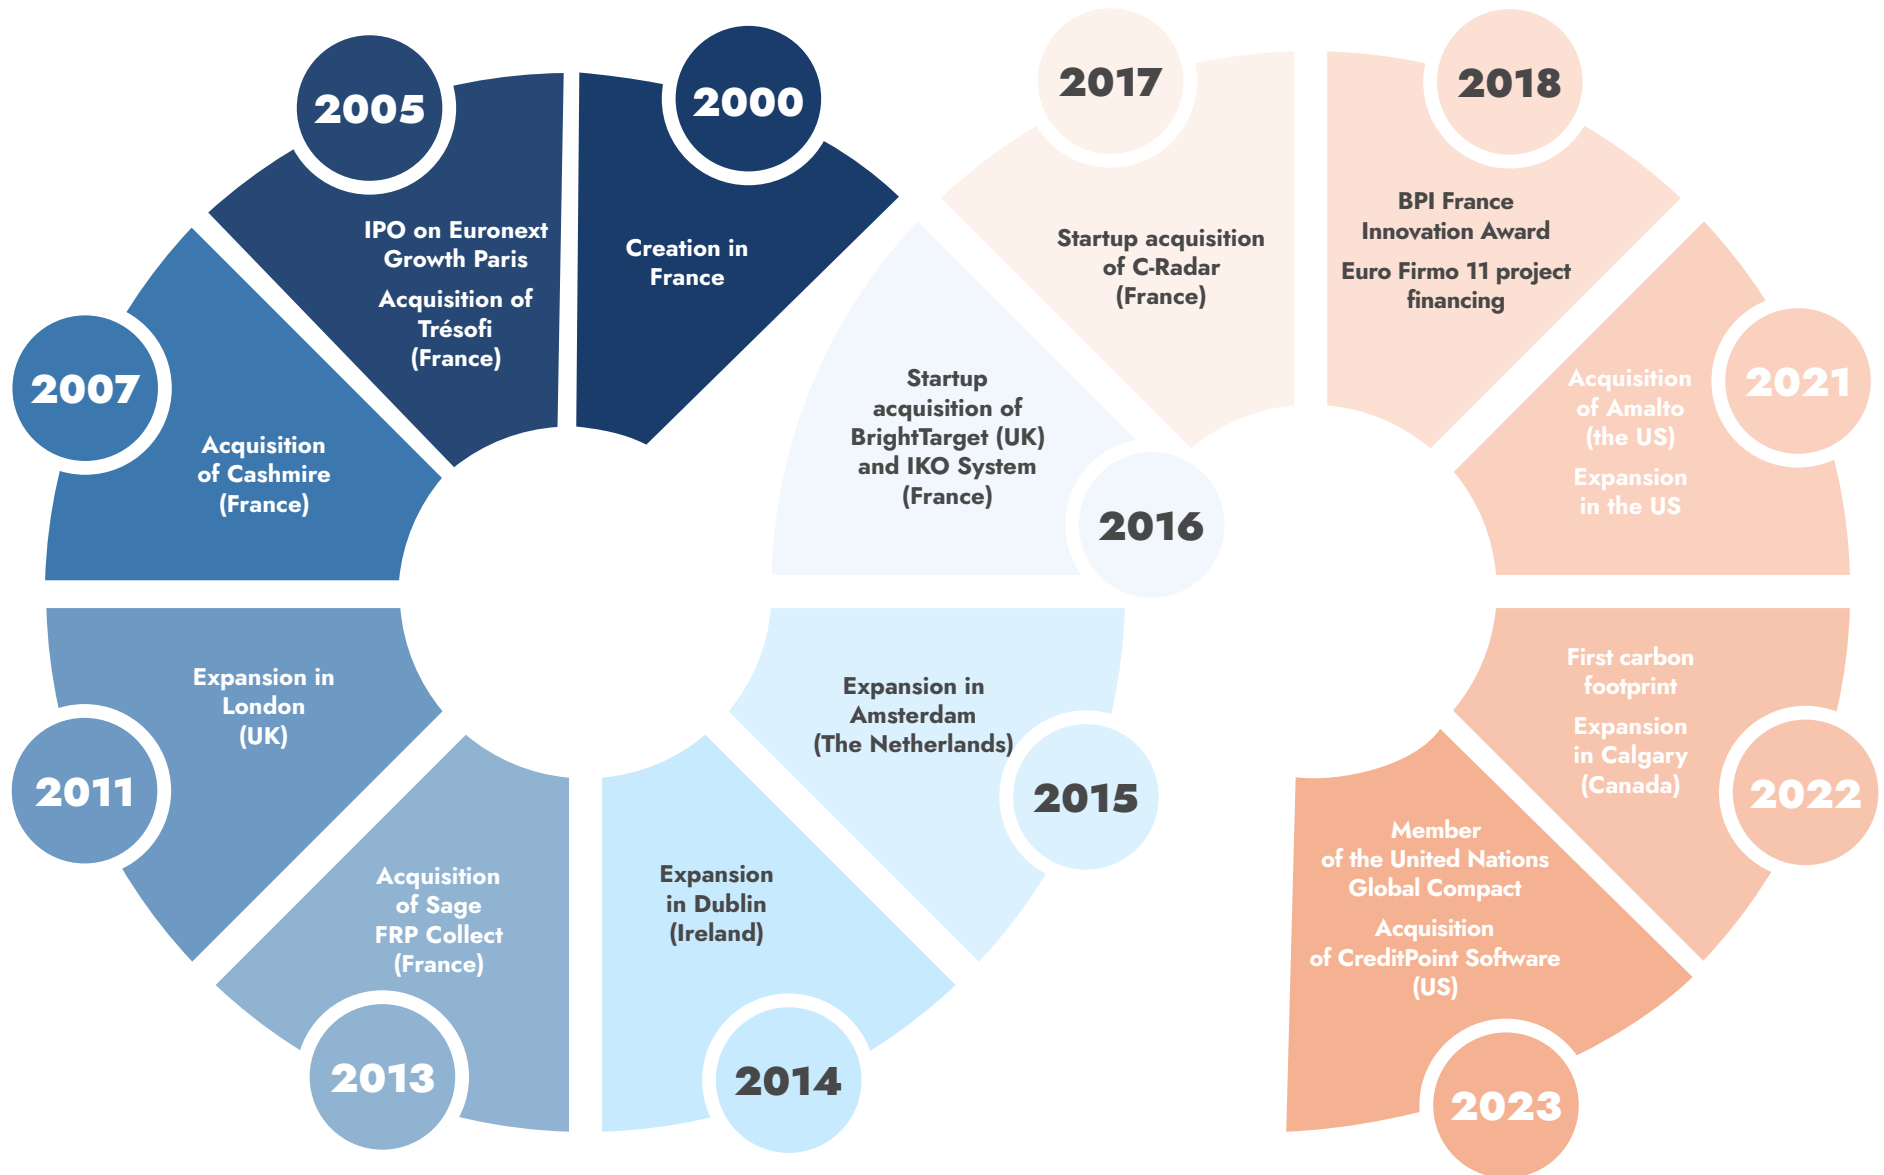 2000
Creation in
France
2005
IPO on Euronext
Growth Paris
Acquisition of
Trésofi
(France)
2007
Acquisition
of Cashmire
(France)
2011
Expansion in
London
(UK)
2013
Acquisition
of Sage
FRP Collect
(France)
2014
Expansion
in Dublin
(Ireland)
2015
Expansion in
Amsterdam
(The Netherlands)
2016
Startup
acquisition of
BrightTarget (UK)
and IKO System
(France)
2017
Startup acquisition
of C-Radar
(France)
2018
BPI France
Innovation Award
Euro Firmo 11 project
financing
2021
Acquisition
of Amalto
(the US)
Expansion
in the US
2022
First carbon
footprint
Expansion
in Calgary
(Canada)
2023
Member
of the United Nations
Global Compact
Acquisition
of CreditPoint Software
(US)